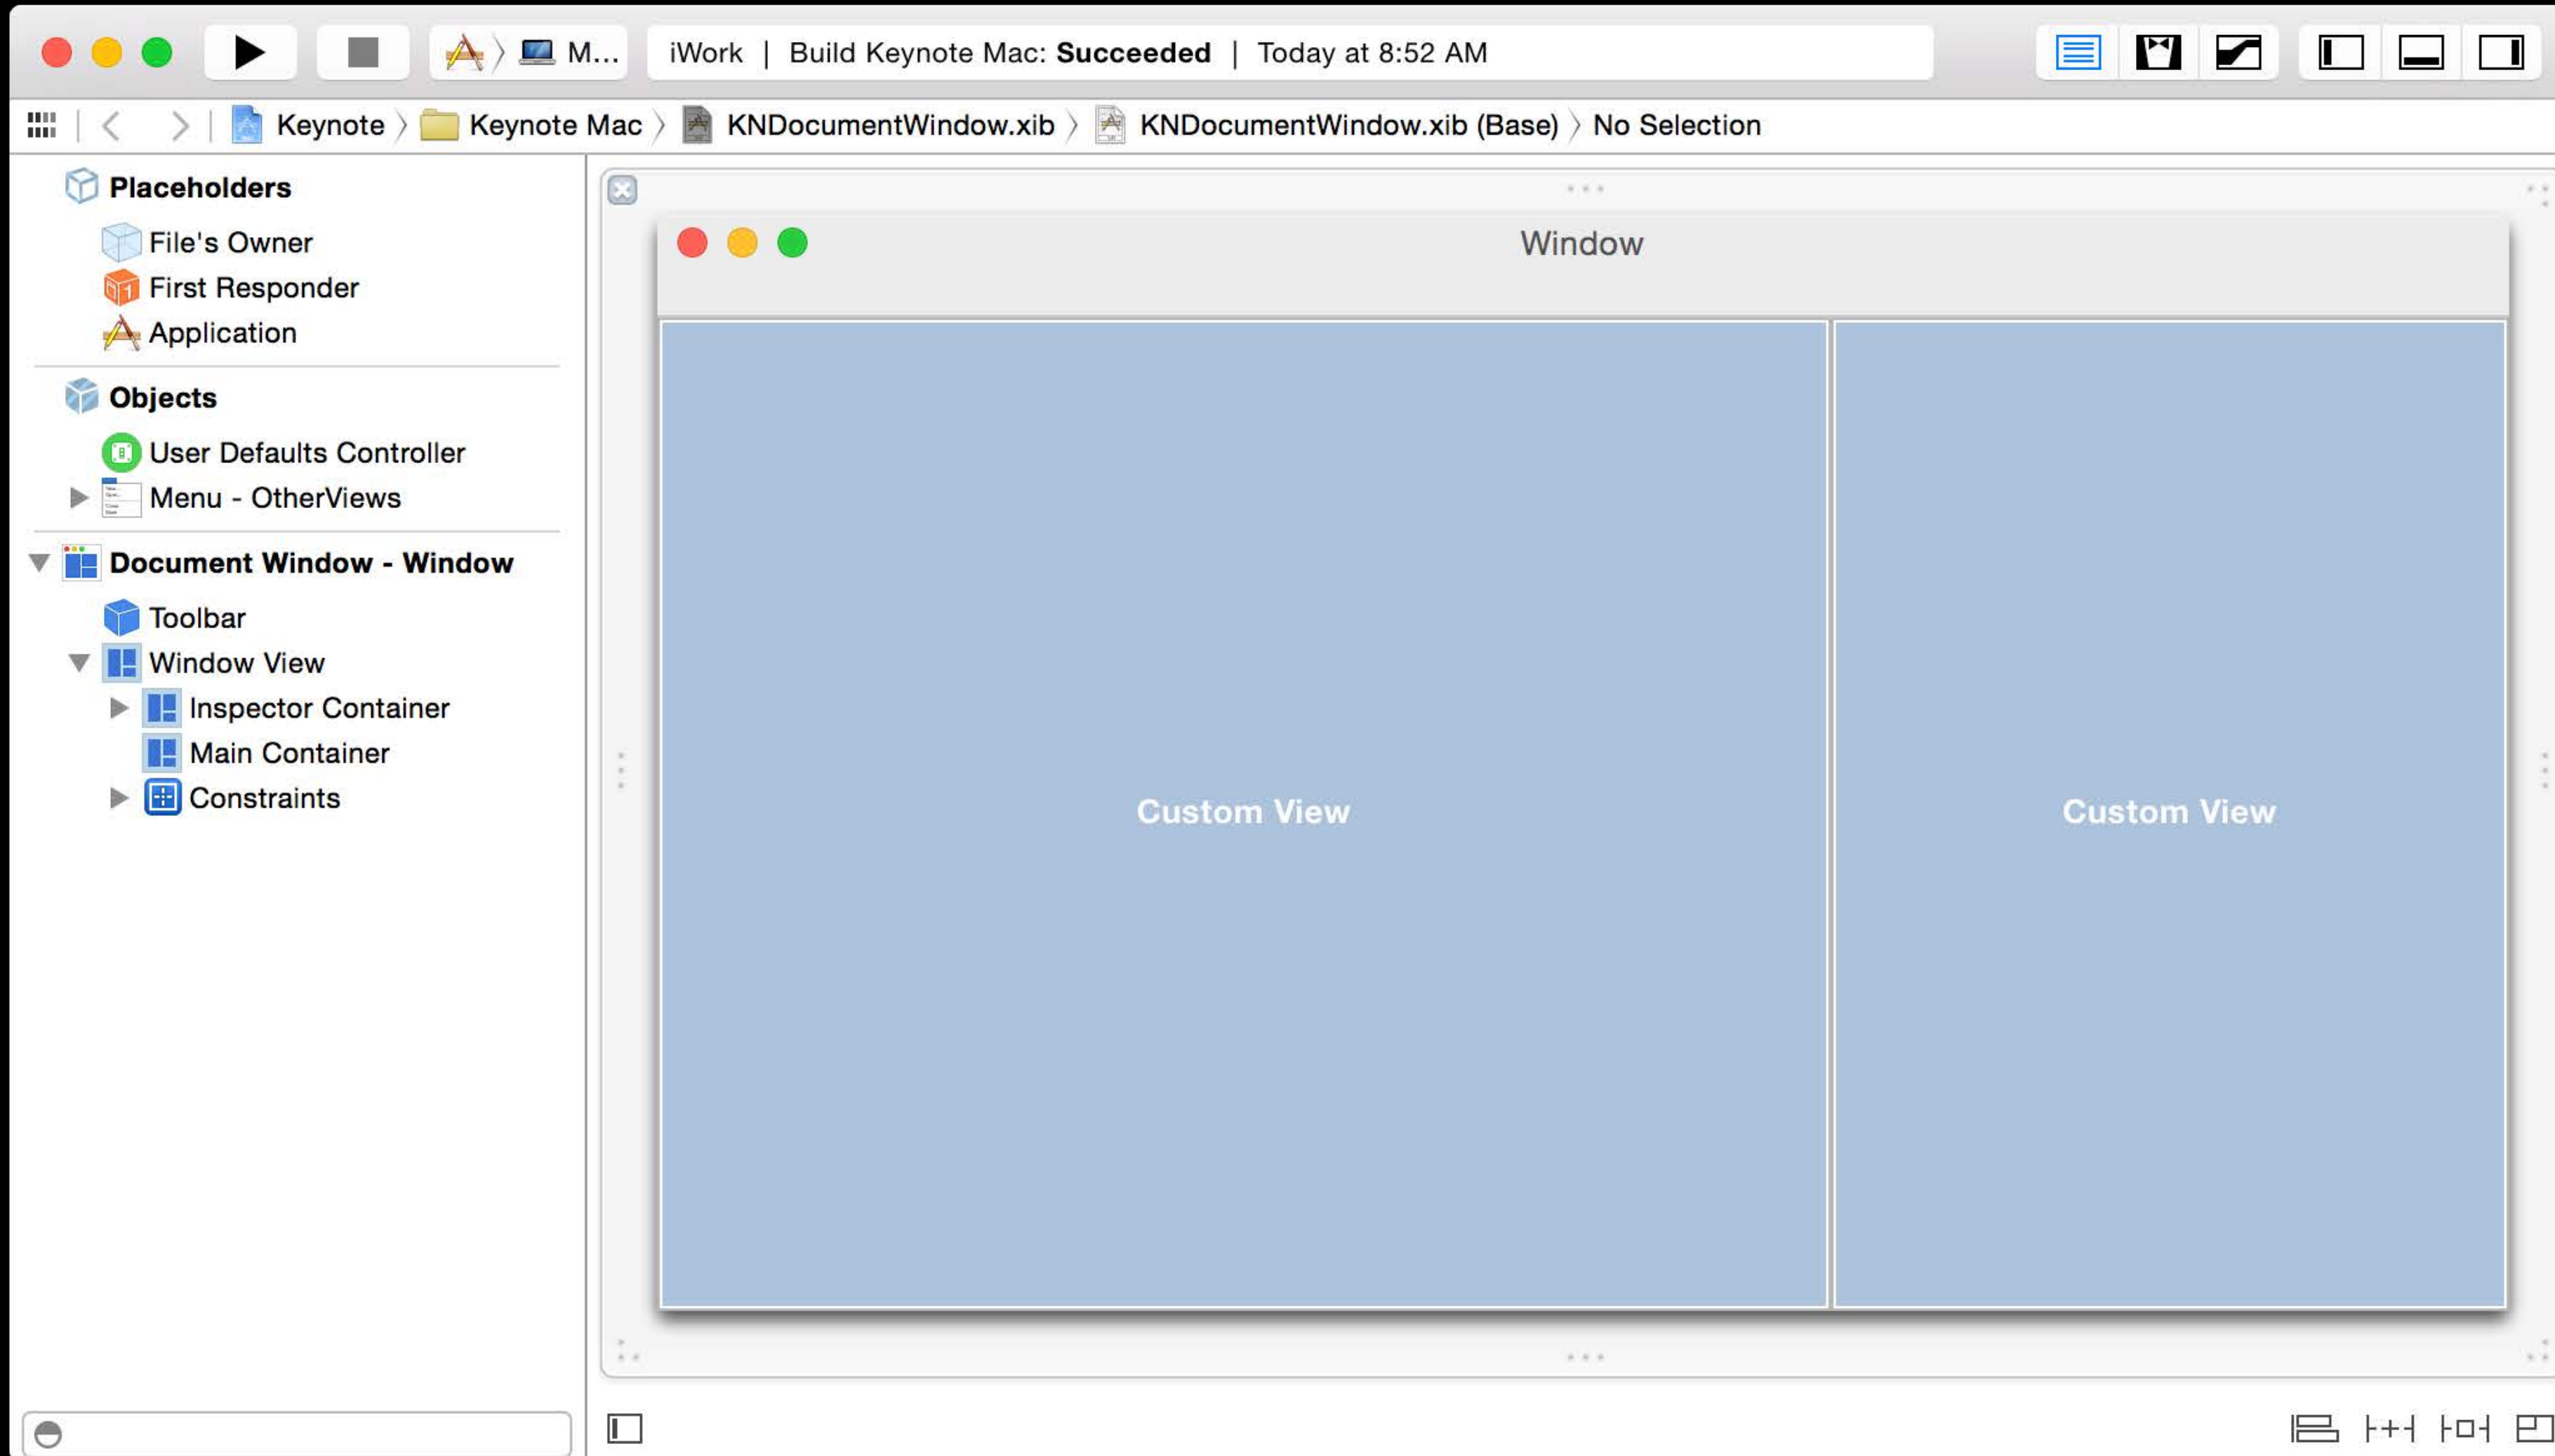 M... iWork | Build Keynote Mac: Succeeded | Today at 8:52 AM
Keynote Keynote Mac KNDocumentWindow.xib KNDocumentWindow.xib (Base) No Selection
Placeholders
File's Owner
First Responder
Application
Objects
User Defaults Controller
Menu - OtherViews
Document Window - Window
Toolbar
Window View
Inspector Container
Main Container
Constraints
Window
Custom View Custom View